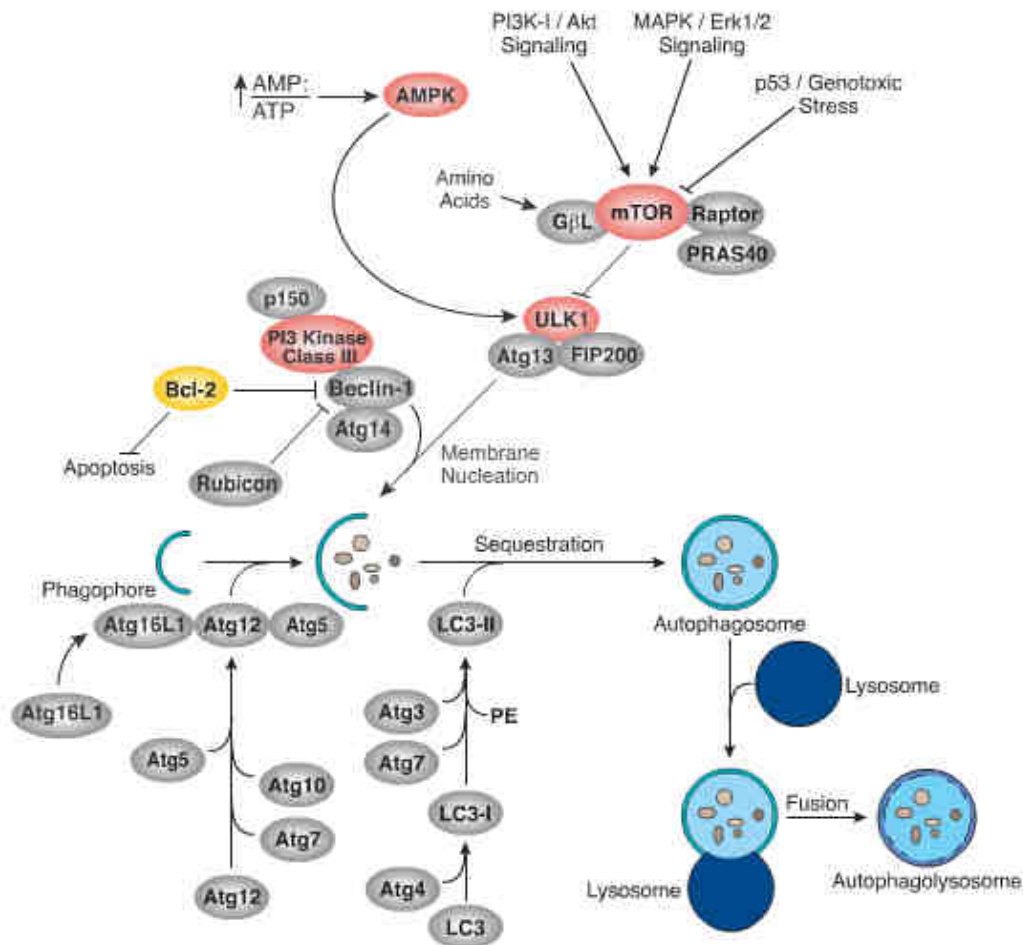 PI3K-I / Akt
Signaling
MAPK / Erk1/2
Signaling
p53 / Genotoxic
Stress
AMP:
ATP
AMPK
Amino
Acids
GβL
mTOR
Raptor
PRAS40
p150
PI3 Kinase
Class III
ULK1
Atg13
FIP200
Bcl-2
Beclin-1
Atg14
Apoptosis
Rubicon
Membrane
Nucleation
Sequestration
Phagophore
Atg16L1
Atg12
Atg5
LC3-II
Autophagosome
Lysosome
Atg16L1
Atg3
PE
Atg5
Atg7
Atg10
LC3-I
Fusion
Atg7
Atg4
Lysosome
Autophagolysosome
Atg12
LC3